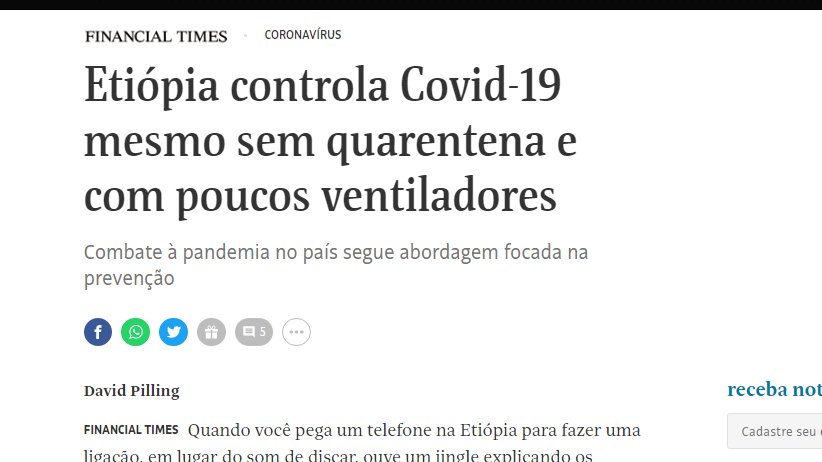 FINANCIAL TIMES • CORONAVÍRUS
Etiópia controla Covid-19
mesmo sem quarentena e
com poucos ventiladores
Combate à pandemia no país segue abordagem focada na
prevenção
5
David Pilling
receba not
FINANCIAL TIMES Quando você pega um telefone na Etiópia para fazer uma
Cadastre seu e
ligação, em lugar do som de discar, ouve um jingle explicando os